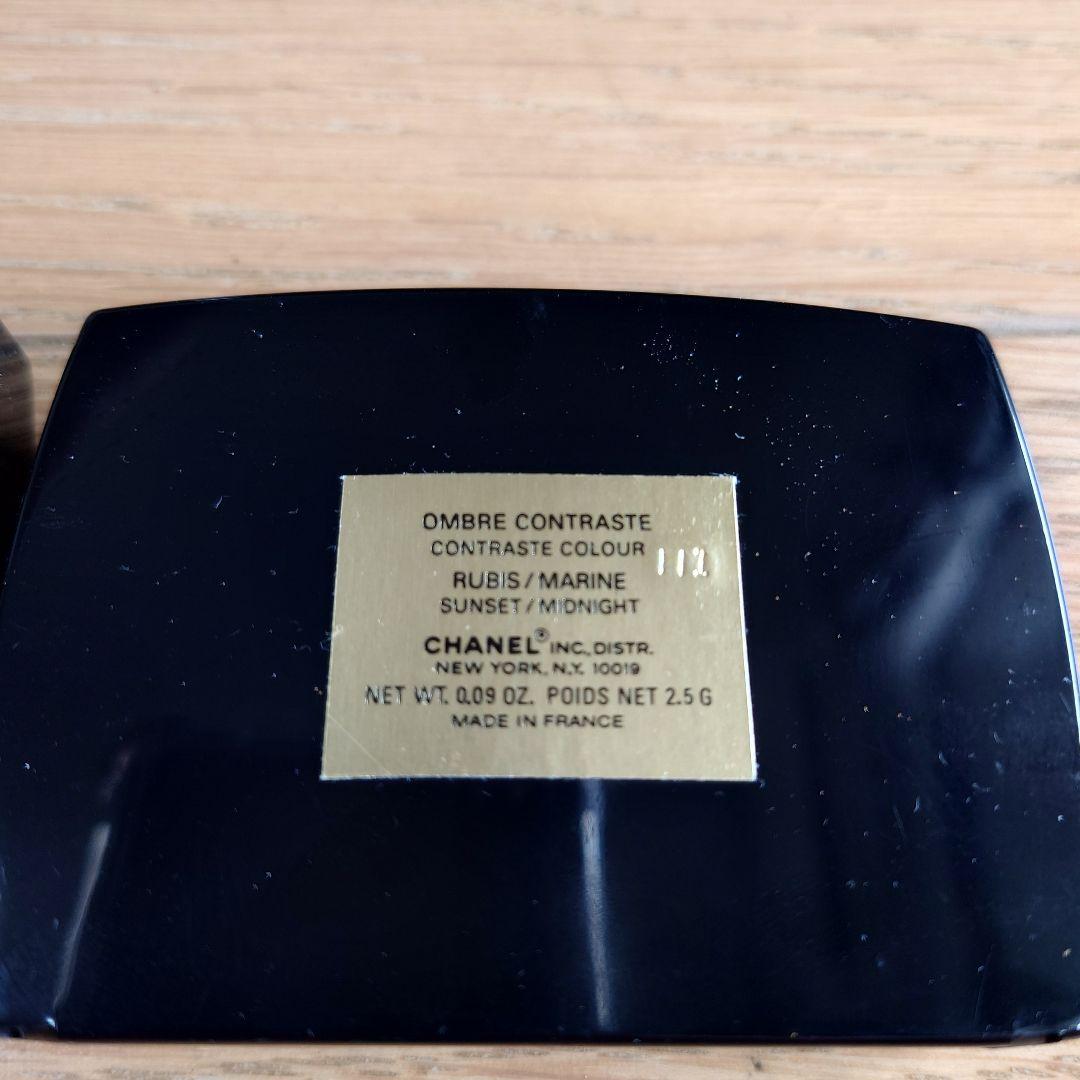 OMBRE CONTRASTE
CONTRASTE COLOUR
112
RUBIS / MARINE
SUNSET / MIDNIGHT
CHANEL® INC., DISTR.
NEW YORK, N.Y. 10019
NET WT. 0.09 OZ. POIDS NET 2.5 G
MADE IN FRANCE